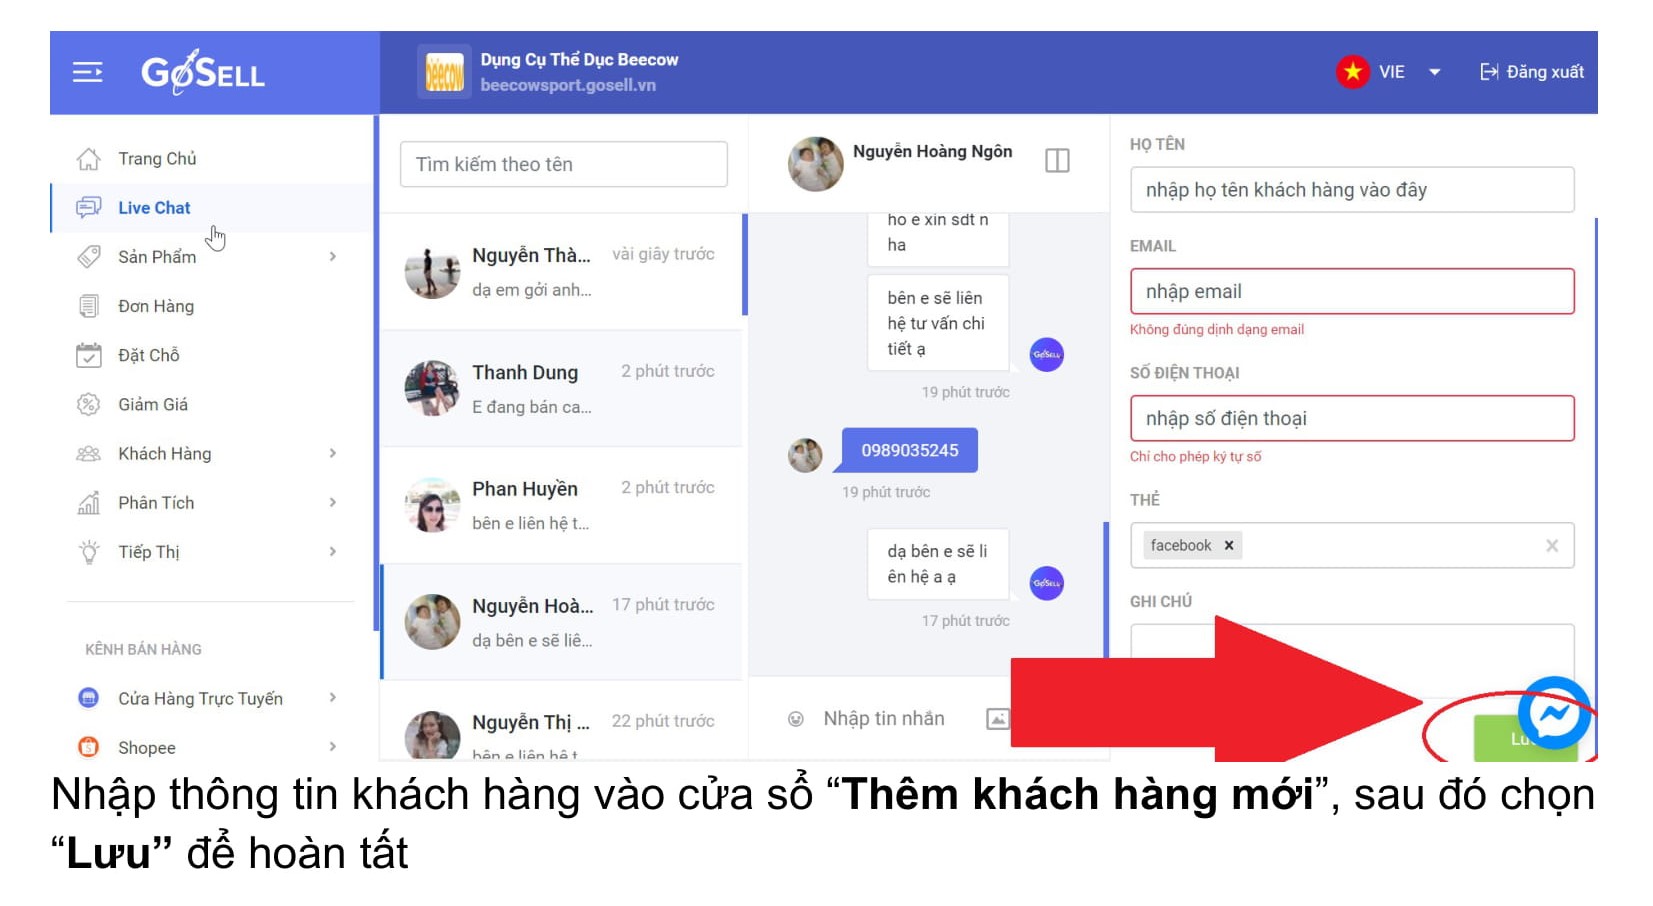 GoSELL
Dụng Cụ Thể Dục Beecow
beecowsport.gosell.vn
VIE
Đăng xuất
Trang Chủ
Live Chat
Sản Phẩm
Đơn Hàng
Đặt Chỗ
Giảm Giá
Khách Hàng
Phân Tích
Tiếp Thị
KÊNH BÁN HÀNG
Cửa Hàng Trực Tuyến
Shopee
Tìm kiếm theo tên
Nguyễn Thà... vài giây trước
dạ em gởi anh...
Thanh Dung 2 phút trước
E đang bán ca...
Phan Huyền 2 phút trước
bên e liên hệ t...
Nguyễn Hoà... 17 phút trước
dạ bên e sẽ liê...
Nguyễn Thị ... 22 phút trước
bên e liên hệ t
Nguyễn Hoàng Ngôn
ho e xin sdt n
ha
bên e sẽ liên
hệ tư vấn chi
tiết ạ
19 phút trước
0989035245
19 phút trước
dạ bên e sẽ li
ên hệ a ạ
17 phút trước
Nhập tin nhắn
HỌ TÊN
nhập họ tên khách hàng vào đây
EMAIL
nhập email
Không đúng định dạng email
SỐ ĐIỆN THOẠI
nhập số điện thoại
Chỉ cho phép ký tự số
THẺ
facebook
GHI CHÚ
Nhập thông tin khách hàng vào cửa sổ “Thêm khách hàng mới”, sau đó chọn
“Lưu” để hoàn tất